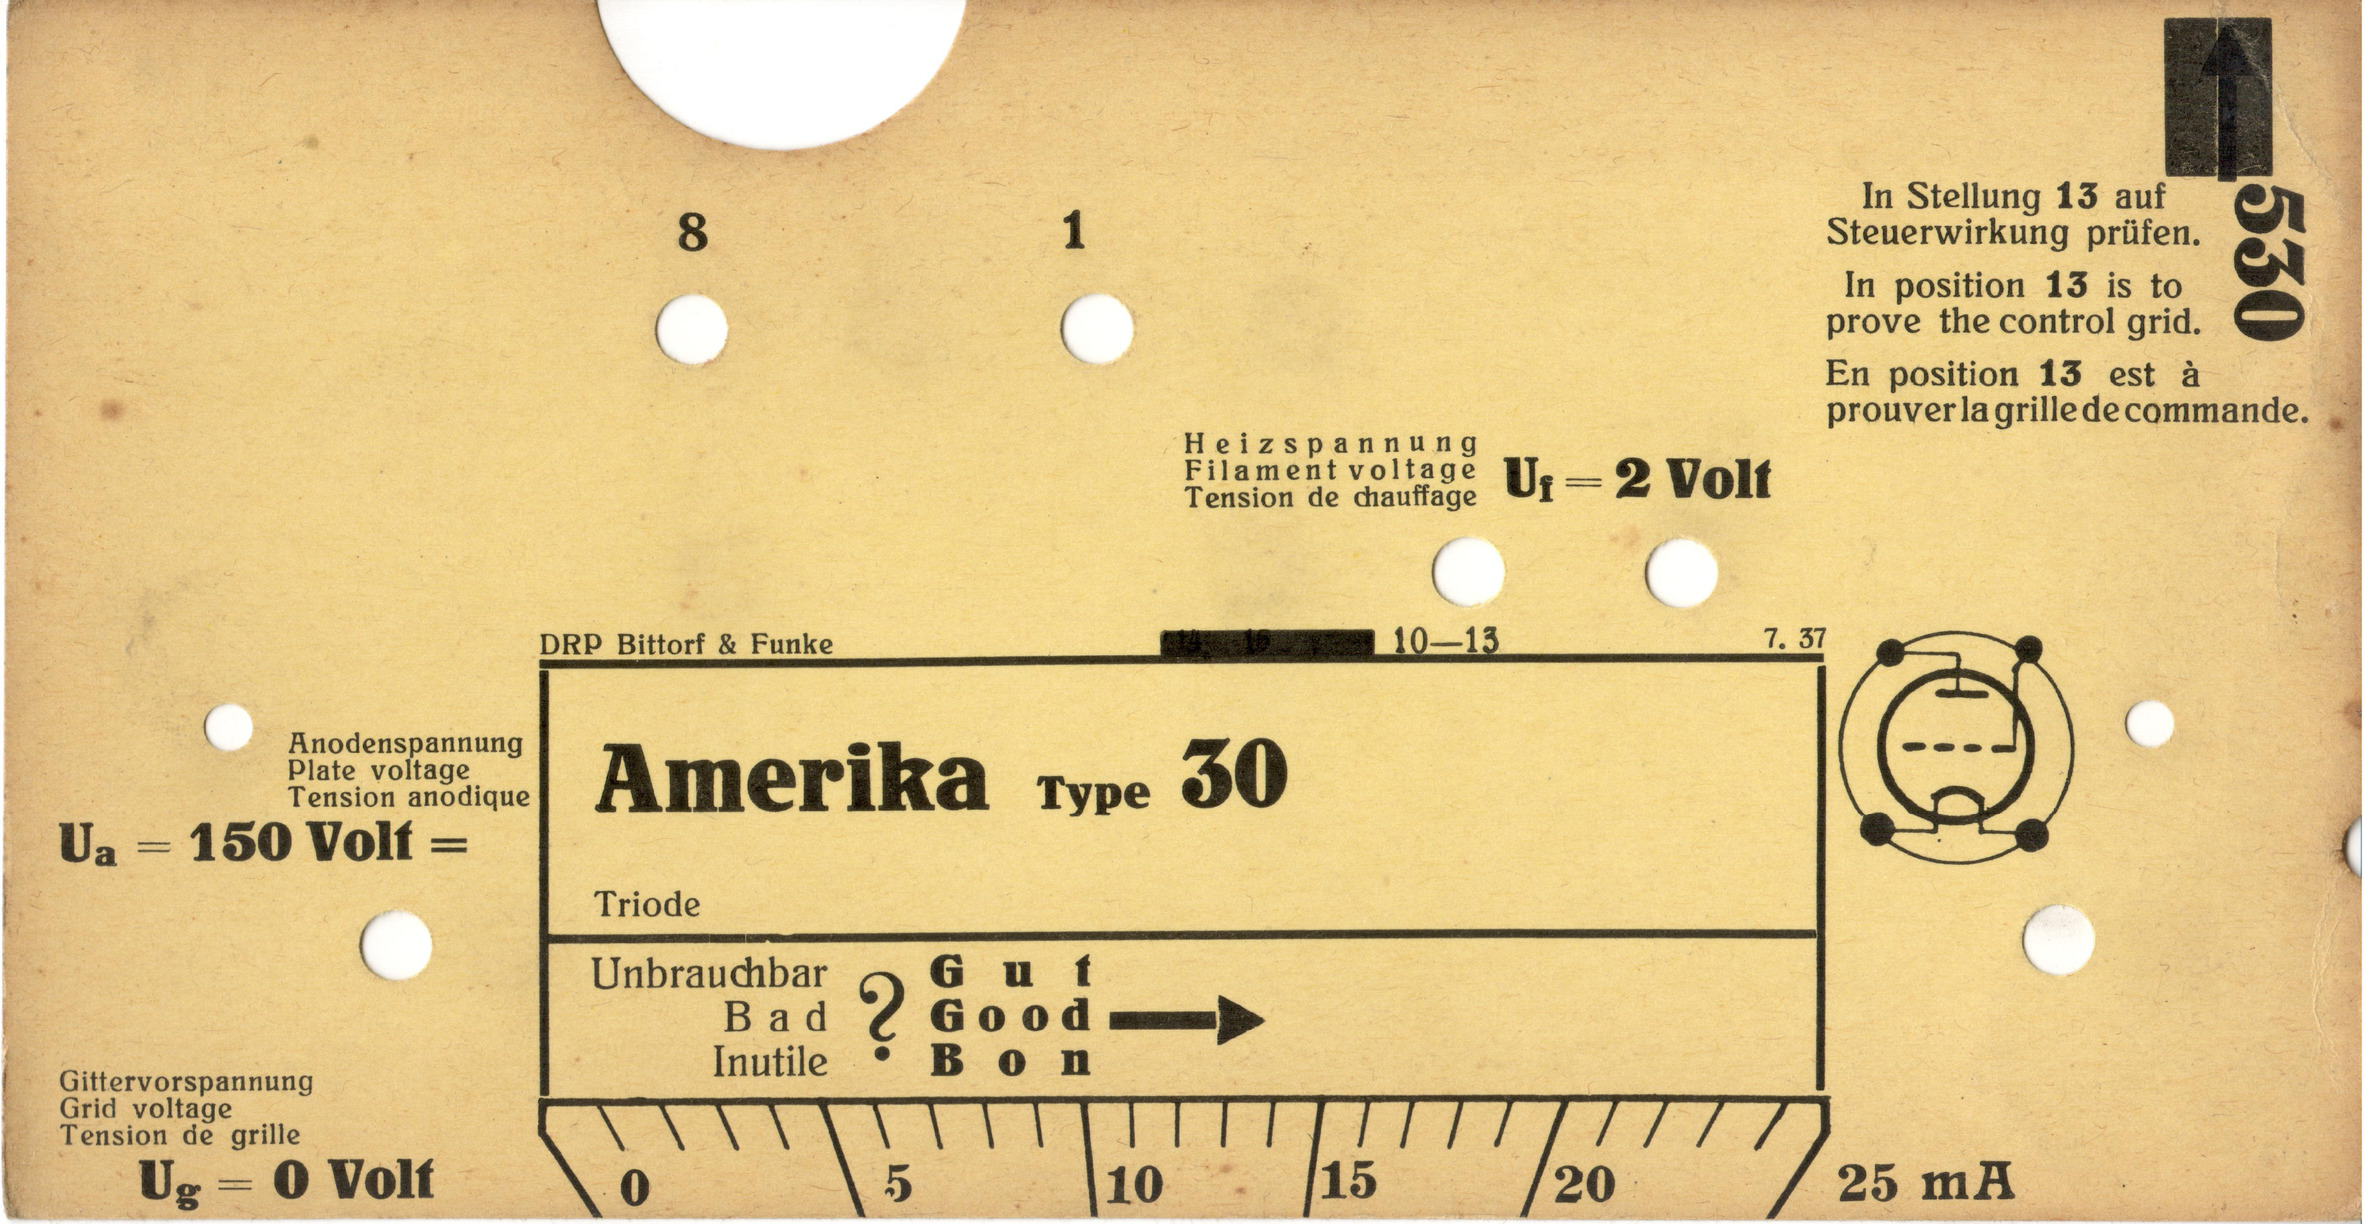 530
8
1
In Stellung 13 auf
Steuerwirkung prüfen.
In position 13 is to
prove the control grid.
En position 13 est à
prouver la grille de commande.
Heizspannung
Filament voltage
Tension de chauffage
Uf = 2 Volt
DRP Bittorf & Funke
10—13
7. 37
Anodenspannung
Plate voltage
Tension anodique
Ua = 150 Volt =
Amerika Type 30
Triode
Unbrauchbar ? Gut
Bad Good
Inutile Bon
Gittervorspannung
Grid voltage
Tension de grille
Ug = 0 Volt
0 5 10 15 20 25 mA